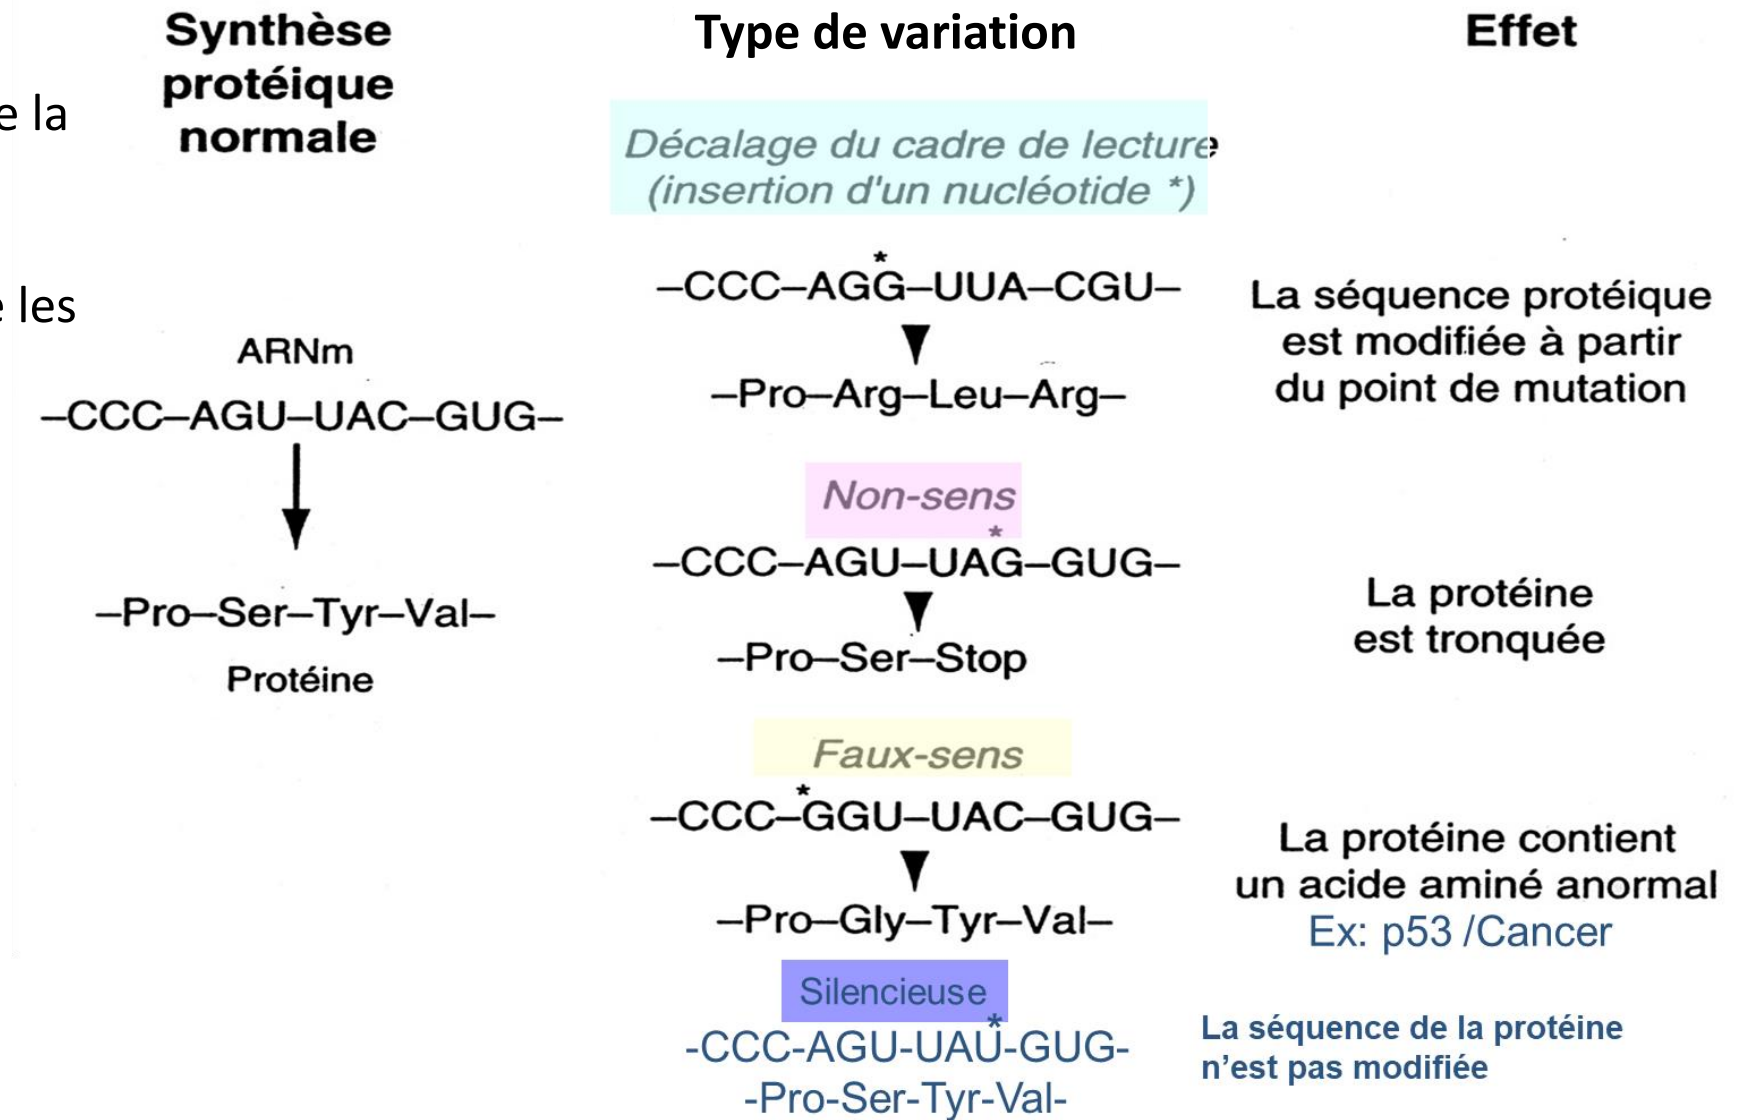 Synthèse
protéique
normale
Type de variation
Effet
e la
e les
ARNm
–CCC–AGU–UAC–GUG–
–Pro–Ser–Tyr–Val–
Protéine
Décalage du cadre de lecture
(insertion d'un nucléotide *)
*
–CCC–AGG–UUA–CGU–
–Pro–Arg–Leu–Arg–
La séquence protéique
est modifiée à partir
du point de mutation
Non-sens
*
–CCC–AGU–UAG–GUG–
–Pro–Ser–Stop
La protéine
est tronquée
Faux-sens
*
–CCC–GGU–UAC–GUG–
–Pro–Gly–Tyr–Val–
La protéine contient
un acide aminé anormal
Ex: p53 /Cancer
Silencieuse
*
-CCC-AGU-UAU-GUG-
-Pro-Ser-Tyr-Val-
La séquence de la protéine
n’est pas modifiée